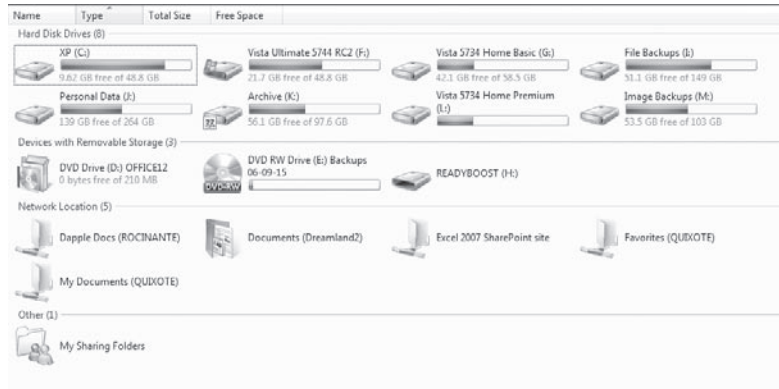 Name Type Total Size Free Space
Hard Disk Drives (8)
XP (C:)
9.62 GB free of 48.8 GB
Vista Ultimate 5744 RC2 (F:)
21.7 GB free of 48.8 GB
Vista 5734 Home Basic (G:)
42.1 GB free of 58.5 GB
File Backups (I:)
51.1 GB free of 149 GB
Personal Data (J:)
139 GB free of 264 GB
Archive (K:)
56.1 GB free of 97.6 GB
Vista 5734 Home Premium
(L:)
Image Backups (M:)
53.5 GB free of 103 GB
Devices with Removable Storage (3)
DVD Drive (D:) OFFICE12
0 bytes free of 210 MB
DVD RW Drive (E:) Backups
06-09-15
DVD-RW
READYBOOST (H:)
Network Location (5)
Dapple Docs (ROCINANTE)
Documents (Dreamland2)
Excel 2007 SharePoint site
Favorites (QUIXOTE)
My Documents (QUIXOTE)
Other (1)
My Sharing Folders